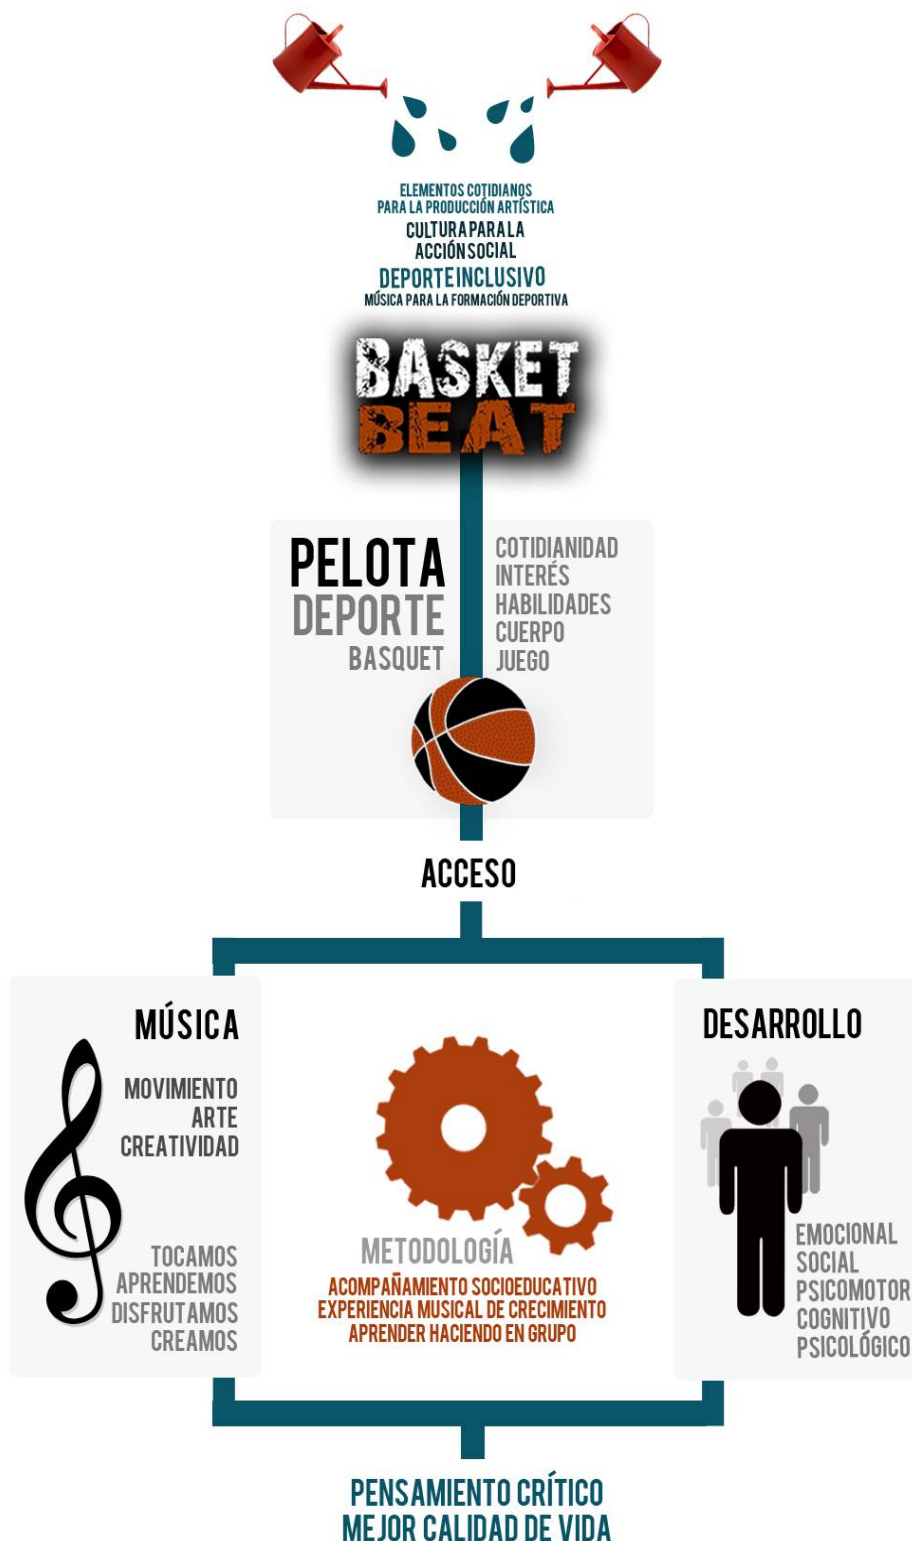 ELEMENTOS COTIDIANOS
PARA LA PRODUCCIÓN ARTÍSTICA
CULTURA PARA LA
ACCIÓN SOCIAL
DEPORTE INCLUSIVO
MÚSICA PARA LA FORMACIÓN DEPORTIVA
BASKET
BEAT
PELOTA
DEPORTE
BASQUET
COTIDIANIDAD
INTERÉS
HABILIDADES
CUERPO
JUEGO
ACCESO
MÚSICA
MOVIMIENTO
ARTE
CREATIVIDAD
TOCAMOS
APRENDEMOS
DISFRUTAMOS
CREAMOS
METODOLOGÍA
ACOMPAÑAMIENTO SOCIOEDUCATIVO
EXPERIENCIA MUSICAL DE CRECIMIENTO
APRENDER HACIENDO EN GRUPO
DESARROLLO
EMOCIONAL
SOCIAL
PSICOMOTOR
COGNITIVO
PSICOLÓGICO
PENSAMIENTO CRÍTICO
MEJOR CALIDAD DE VIDA